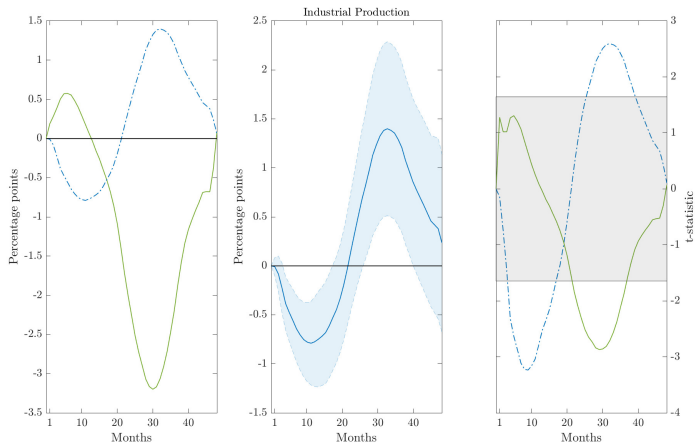 Industrial Production
1.5
1
0.5
0
-0.5
-1
-1.5
-2
-2.5
-3
-3.5
Percentage points
1 10 20 30 40
Months
2.5
2
1.5
1
0.5
0
-0.5
-1
-1.5
Percentage points
1 10 20 30 40
Months
3
2
1
0
-1
-2
-3
-4
t-statistic
1 10 20 30 40
Months